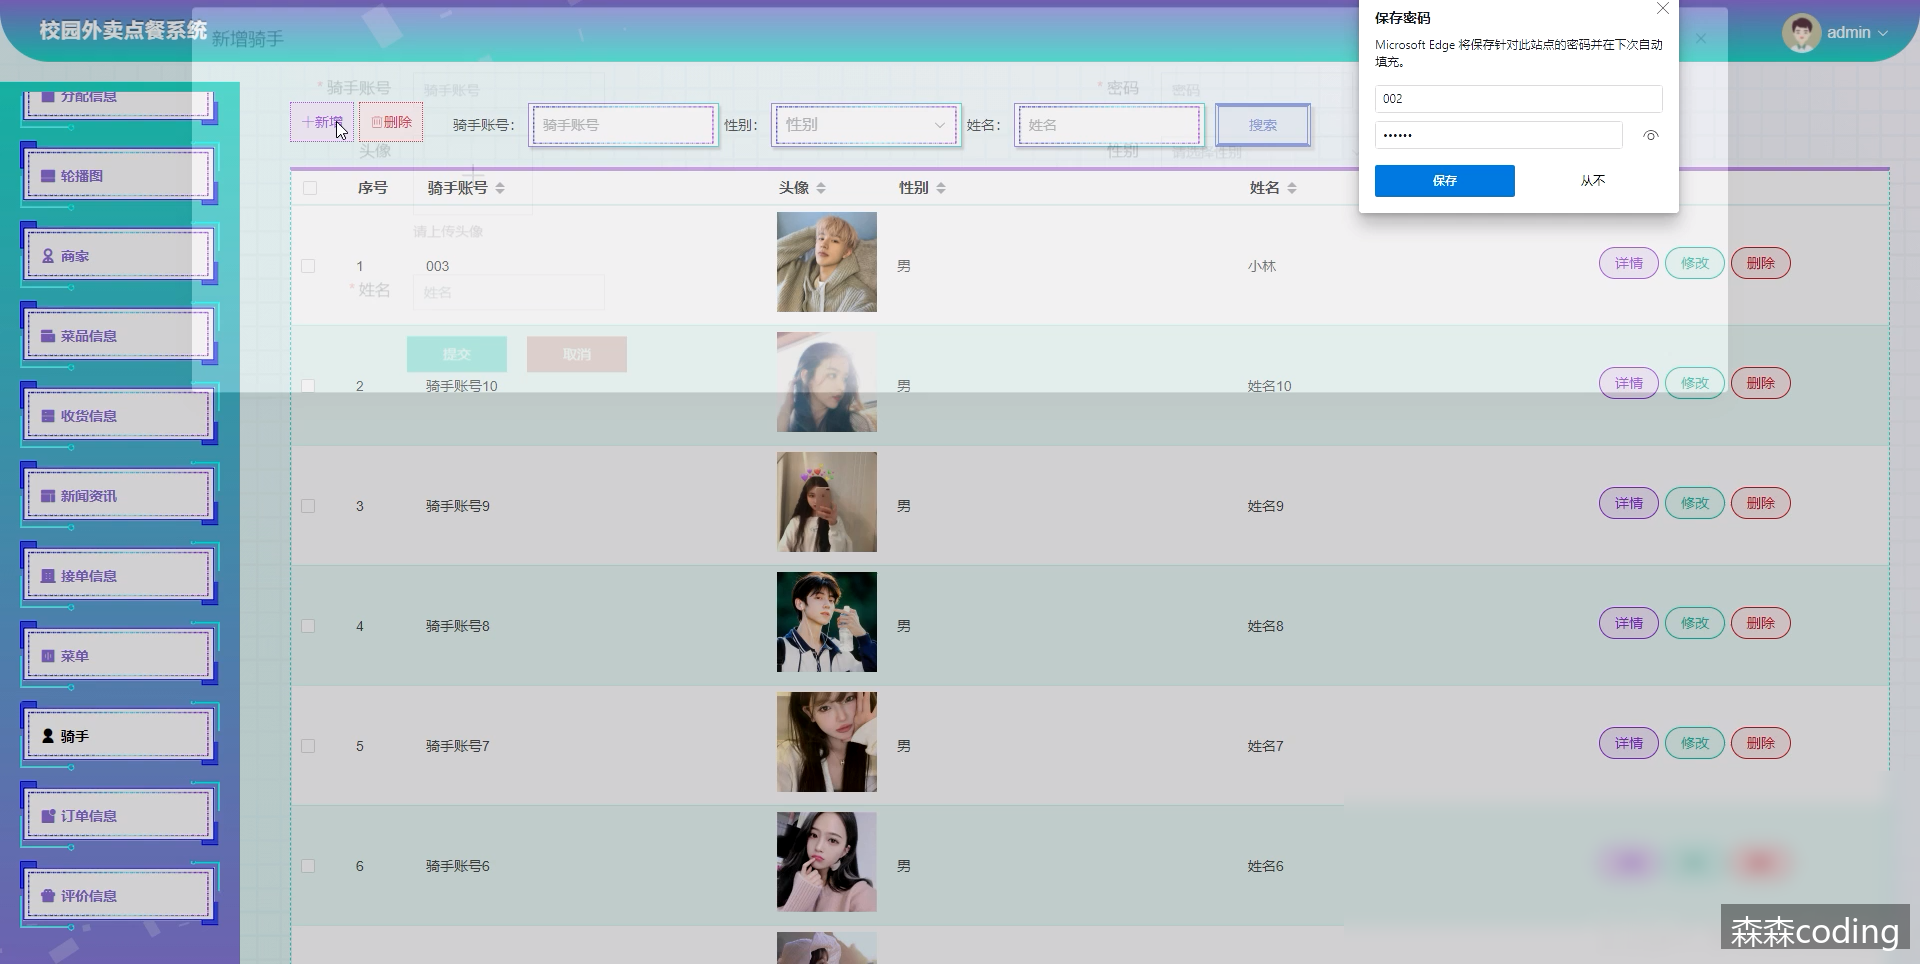 校园外卖点餐系统
新增骑手
admin
保存密码
Microsoft Edge 将保存针对此站点的密码并在下次自动
填充。
002
••••••
保存
从不
* 骑手账号
骑手账号
* 密码
密码
新增
删除
骑手账号：
骑手账号
性别：
性别
姓名：
姓名
搜索
头像
性别
请选择性别
序号
骑手账号
头像
性别
姓名
请上传头像
1
003
男
小林
详情
修改
删除
* 姓名
姓名
提交
取消
2
骑手账号10
男
姓名10
详情
修改
删除
3
骑手账号9
男
姓名9
详情
修改
删除
4
骑手账号8
男
姓名8
详情
修改
删除
5
骑手账号7
男
姓名7
详情
修改
删除
6
骑手账号6
男
姓名6
分配信息
轮播图
商家
菜品信息
收货信息
新闻资讯
接单信息
菜单
骑手
订单信息
评价信息
森森coding